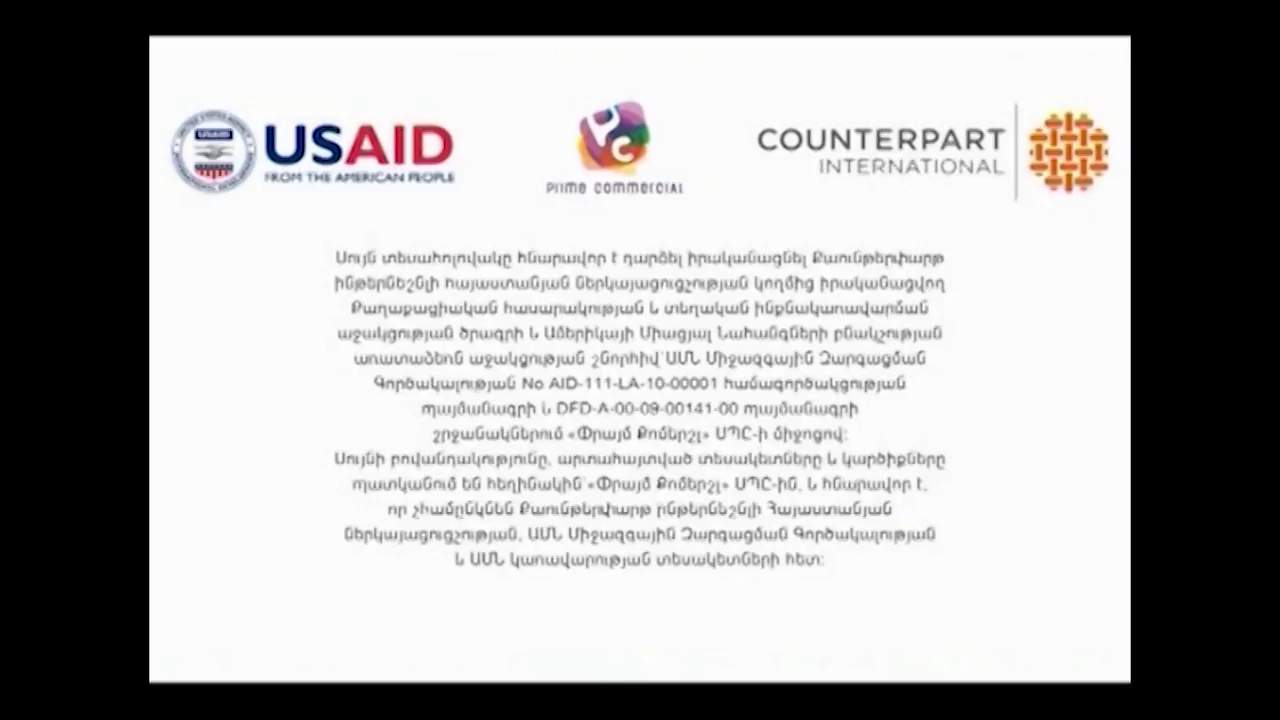 USAID
FROM THE AMERICAN PEOPLE
PC
Prime Commercial
COUNTERPART
INTERNATIONAL
Սույն տեսահոլովակը հնարավոր է դարձել իրականացնել Քաունթերփարթ
ինթերնեշնլի հայաստանյան ներկայացուցչության կողմից իրականացվող
Քաղաքացիական հասարակության և տեղական ինքնակառավարման
աջակցության ծրագրի և Ամերիկայի Միացյալ Նահանգների բնակչության
առատաձեռն աջակցության շնորհիվ՝ ԱՄՆ Միջազգային Զարգացման
Գործակալության No AID-111-LA-10-00001 համագործակցության
պայմանագրի և DFD-A-00-09-00141-00 պայմանագրի
շրջանակներում «Փրայմ Քոմերշլ» ՍՊԸ-ի միջոցով:
Սույնի բովանդակությունը, արտահայտված տեսակետները և կարծիքները
պատկանում են հեղինակին՝ «Փրայմ Քոմերշլ» ՍՊԸ-ին, և հնարավոր է,
որ չհամընկնեն Քաունթերփարթ ինթերնեշնլի Հայաստանյան
ներկայացուցչության, ԱՄՆ Միջազգային Զարգացման Գործակալության
և ԱՄՆ կառավարության տեսակետների հետ: